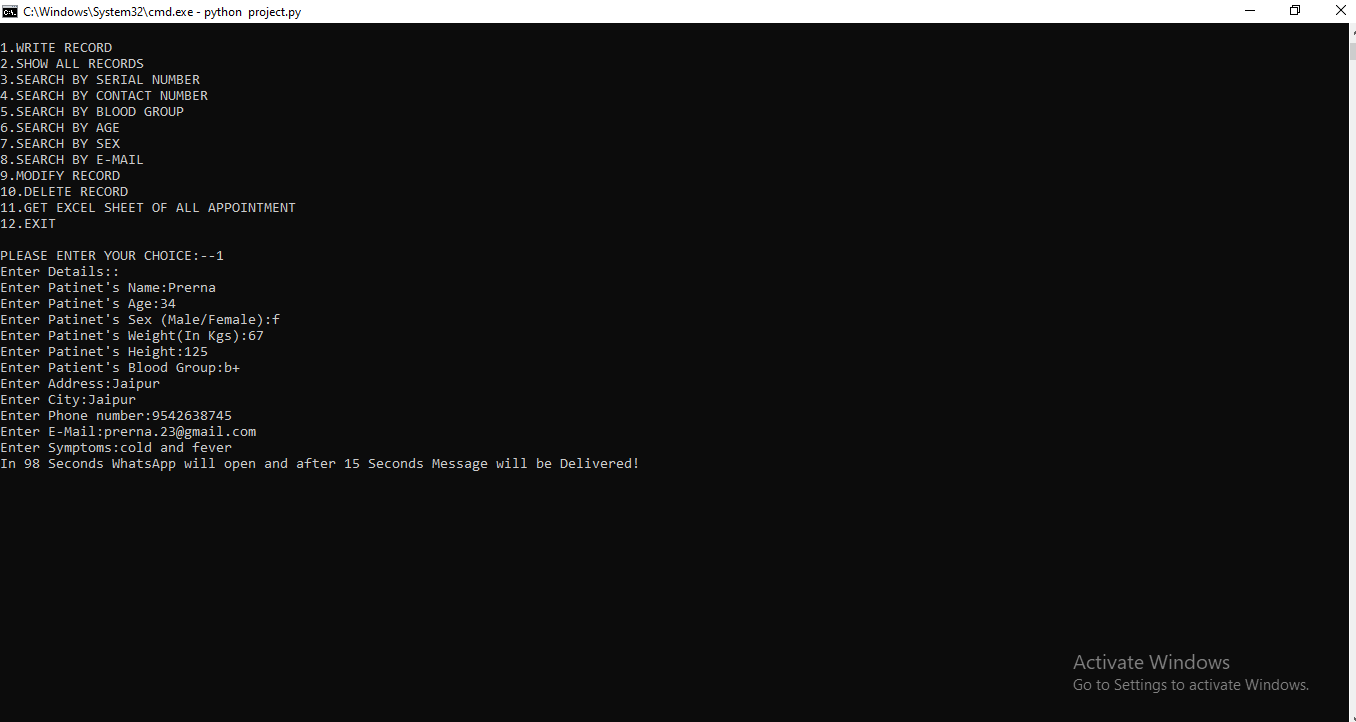 C:\Windows\System32\cmd.exe - python  project.py
1.WRITE RECORD
2.SHOW ALL RECORDS
3.SEARCH BY SERIAL NUMBER
4.SEARCH BY CONTACT NUMBER
5.SEARCH BY BLOOD GROUP
6.SEARCH BY AGE
7.SEARCH BY SEX
8.SEARCH BY E-MAIL
9.MODIFY RECORD
10.DELETE RECORD
11.GET EXCEL SHEET OF ALL APPOINTMENT
12.EXIT
PLEASE ENTER YOUR CHOICE:--1
Enter Details::
Enter Patinet's Name:Prerna
Enter Patinet's Age:34
Enter Patinet's Sex (Male/Female):f
Enter Patinet's Weight(In Kgs):67
Enter Patinet's Height:125
Enter Patient's Blood Group:b+
Enter Address:Jaipur
Enter City:Jaipur
Enter Phone number:9542638745
Enter E-Mail:prerna.23@gmail.com
Enter Symptoms:cold and fever
In 98 Seconds WhatsApp will open and after 15 Seconds Message will be Delivered!
Activate Windows
Go to Settings to activate Windows.